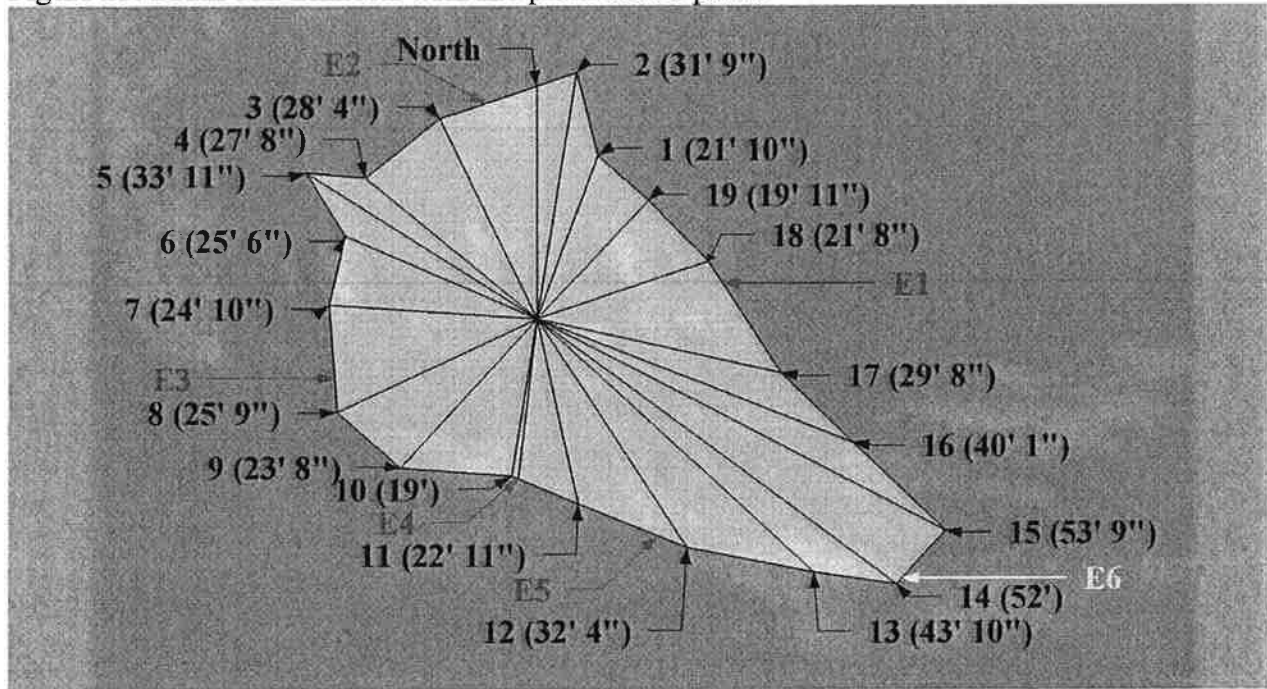 North
E2
2 (31' 9")
3 (28' 4")
4 (27' 8")
1 (21' 10")
5 (33' 11")
19 (19' 11")
6 (25' 6")
18 (21' 8")
E1
7 (24' 10")
17 (29' 8")
E3
8 (25' 9")
16 (40' 1")
9 (23' 8")
10 (19')
E4
15 (53' 9")
11 (22' 11")
E5
E6
14 (52')
12 (32' 4")
13 (43' 10")